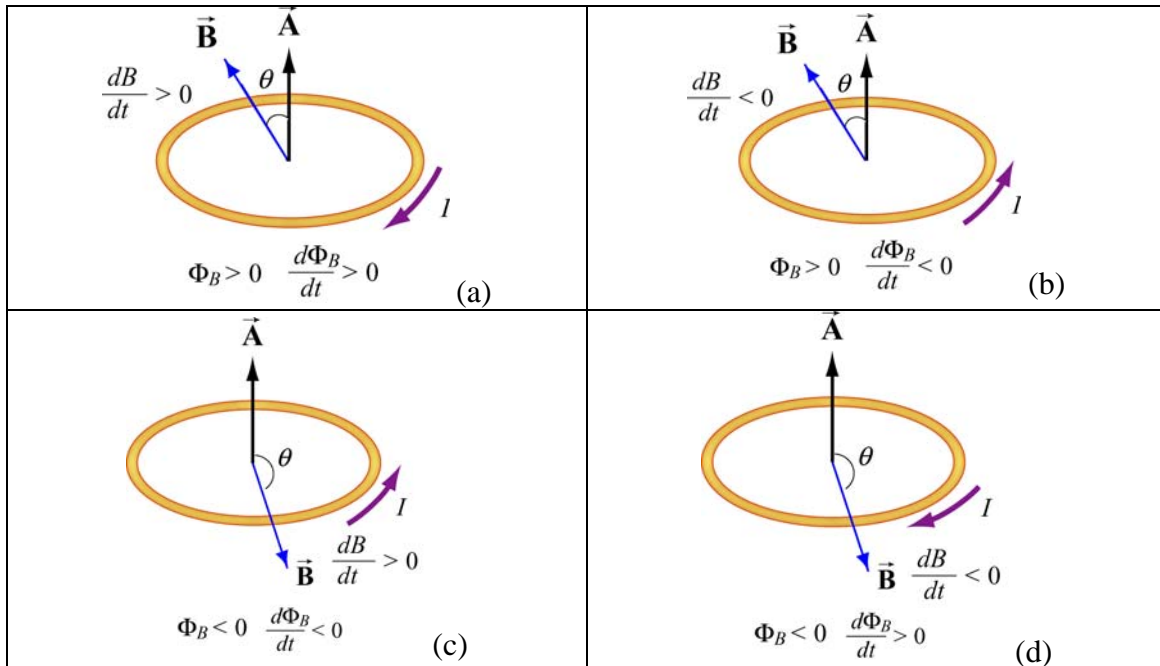 A⃗
B⃗
θ
dB/dt > 0
I
Φ_B > 0 dΦ_B/dt > 0
(a)
A⃗
B⃗
θ
dB/dt < 0
I
Φ_B > 0 dΦ_B/dt < 0
(b)
A⃗
θ
I
B⃗ dB/dt > 0
Φ_B < 0 dΦ_B/dt < 0
(c)
A⃗
θ
I
B⃗ dB/dt < 0
Φ_B < 0 dΦ_B/dt > 0
(d)